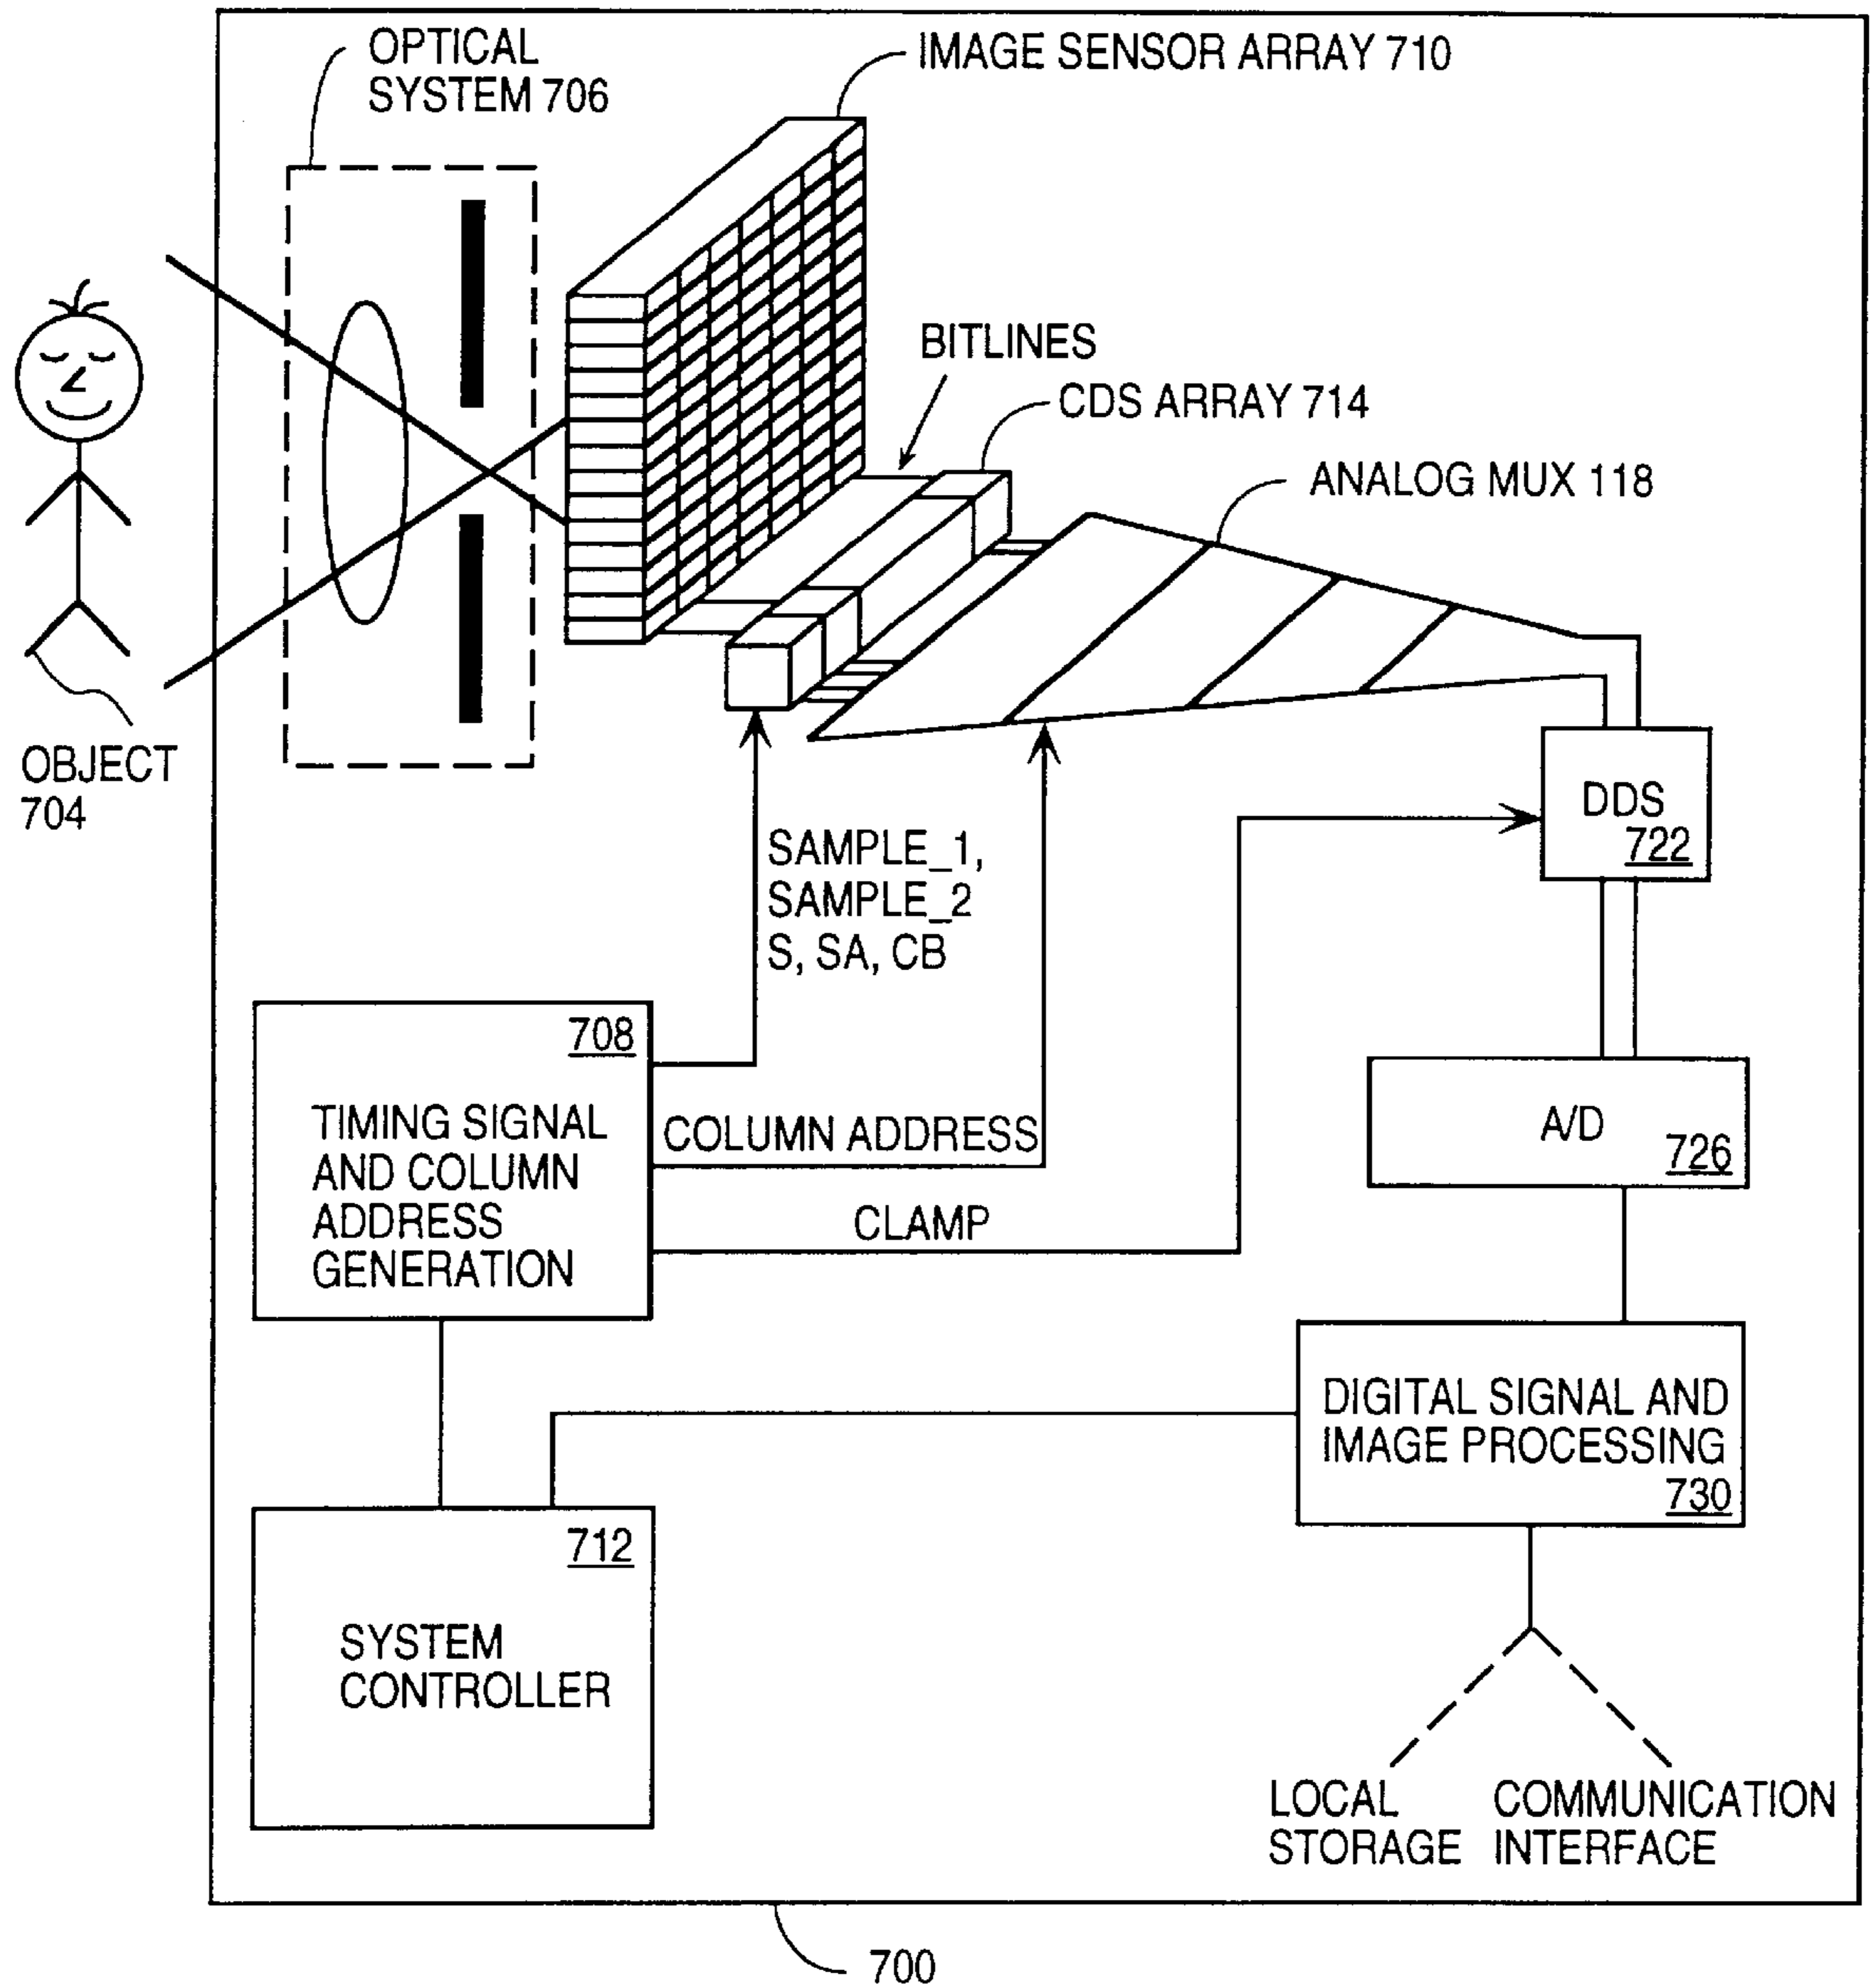 OPTICAL
SYSTEM 706
IMAGE SENSOR ARRAY 710
BITLINES
CDS ARRAY 714
ANALOG MUX 118
OBJECT
704
DDS
722
SAMPLE_1,
SAMPLE_2
S, SA, CB
708
TIMING SIGNAL
AND COLUMN
ADDRESS
GENERATION
COLUMN ADDRESS
CLAMP
A/D
726
DIGITAL SIGNAL AND
IMAGE PROCESSING
730
712
SYSTEM
CONTROLLER
LOCAL
STORAGE
COMMUNICATION
INTERFACE
700